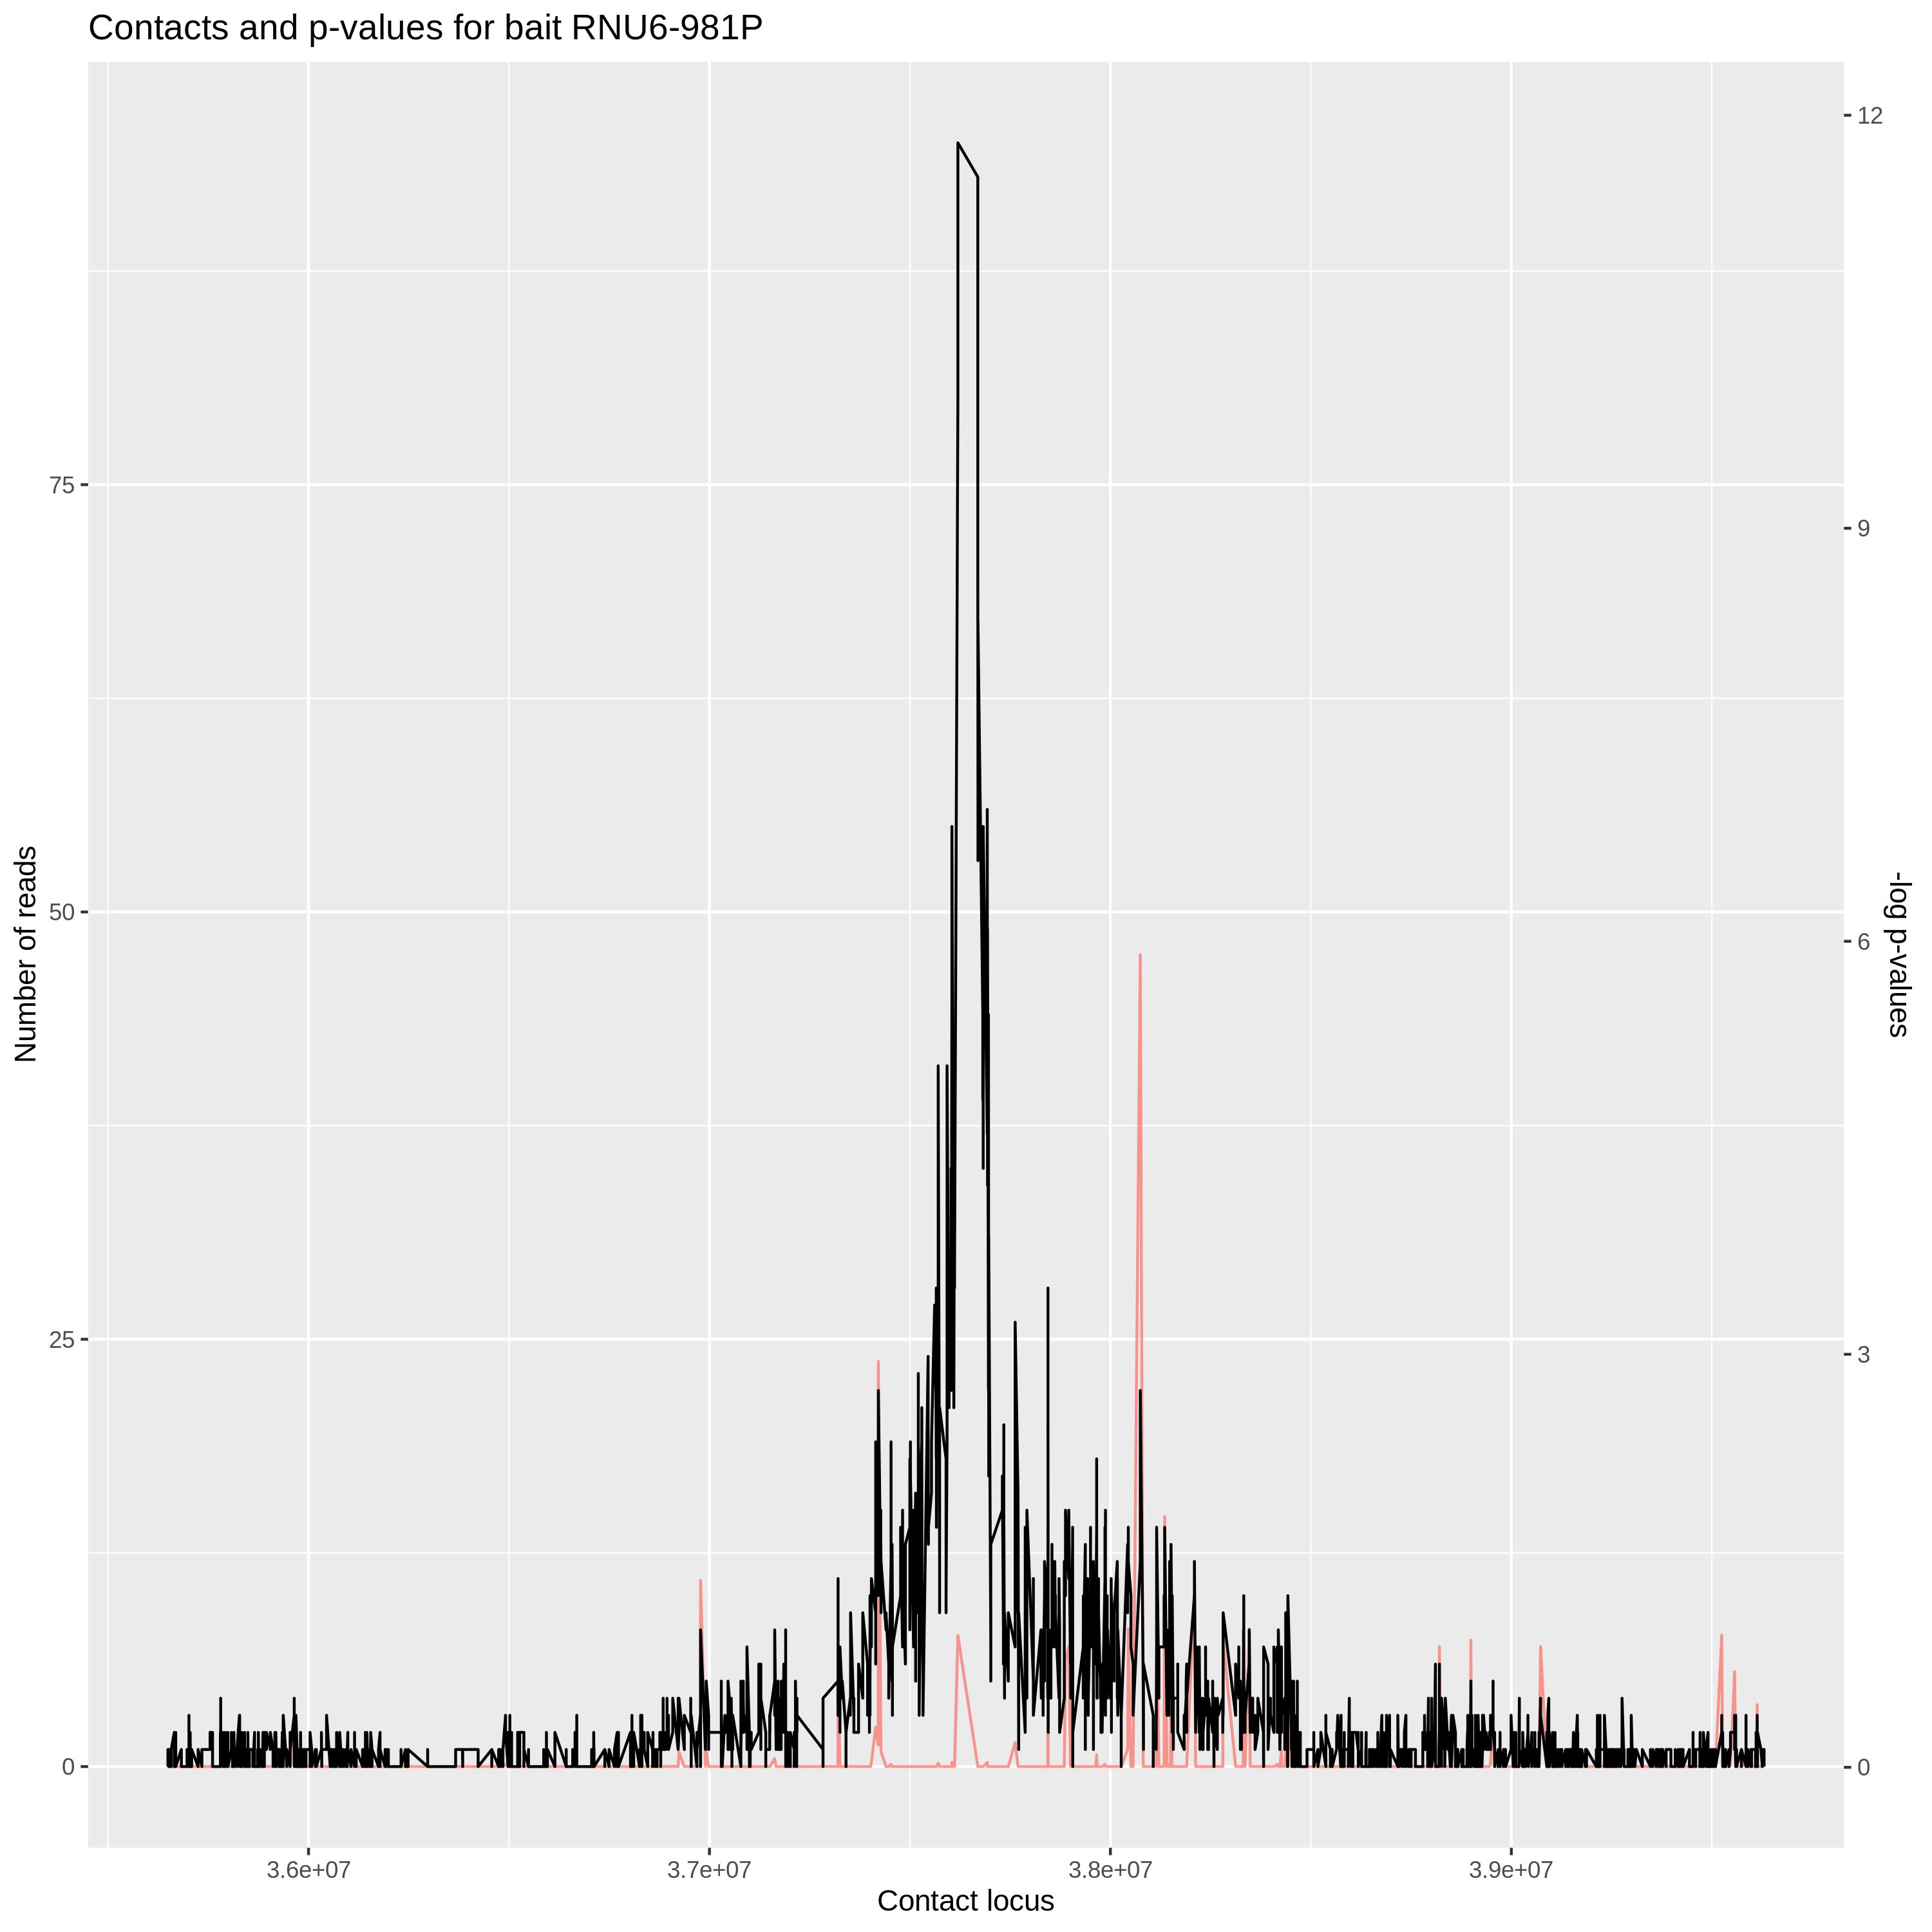 Contacts and p-values for bait RNU6-981P
Number of reads
75
50
25
0
12
9
6
3
0
-log p-values
3.6e+07
3.7e+07
3.8e+07
3.9e+07
Contact locus